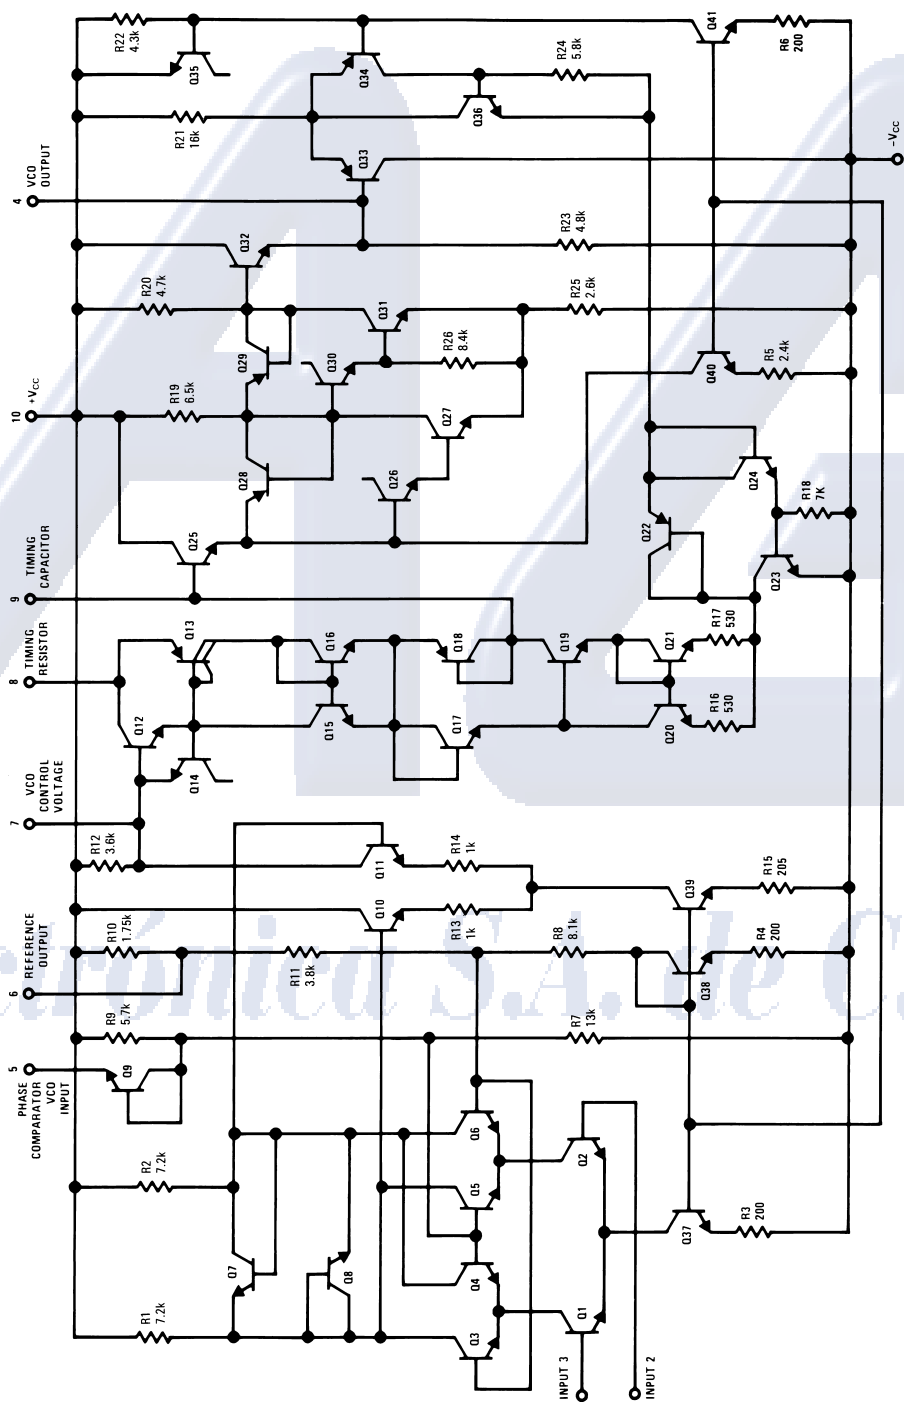 R22
4.3k
Q35
R21
16k
Q34
Q33
R24
5.8k
Q36
Q41
R6
200
–VCC
4
VCO
OUTPUT
Q32
R23
4.8k
R20
4.7k
Q31
R25
2.6k
Q29
Q30
R26
8.4k
Q40
R5
2.4k
10
+VCC
R19
6.5k
Q27
Q28
Q26
Q24
R18
7K
Q25
Q22
Q23
9
TIMING
CAPACITOR
8
TIMING
RESISTOR
Q13
Q16
Q18
Q19
Q21
R17
530
Q12
Q14
Q15
Q17
Q20
R16
530
7
VCO
CONTROL
VOLTAGE
R12
3.6k
Q11
R14
1k
Q10
R13
1k
Q39
R15
205
6
REFERENCE
OUTPUT
R10
1.75k
R11
3.8k
R8
8.1k
Q38
R4
200
R9
5.7k
R7
13k
5
PHASE
COMPARATOR
VCO
INPUT
Q9
R2
7.2k
Q6
Q2
Q5
Q37
R3
200
Q7
Q8
Q4
R1
7.2k
Q3
Q1
INPUT 3
INPUT 2
ctrónica S.A. de C.